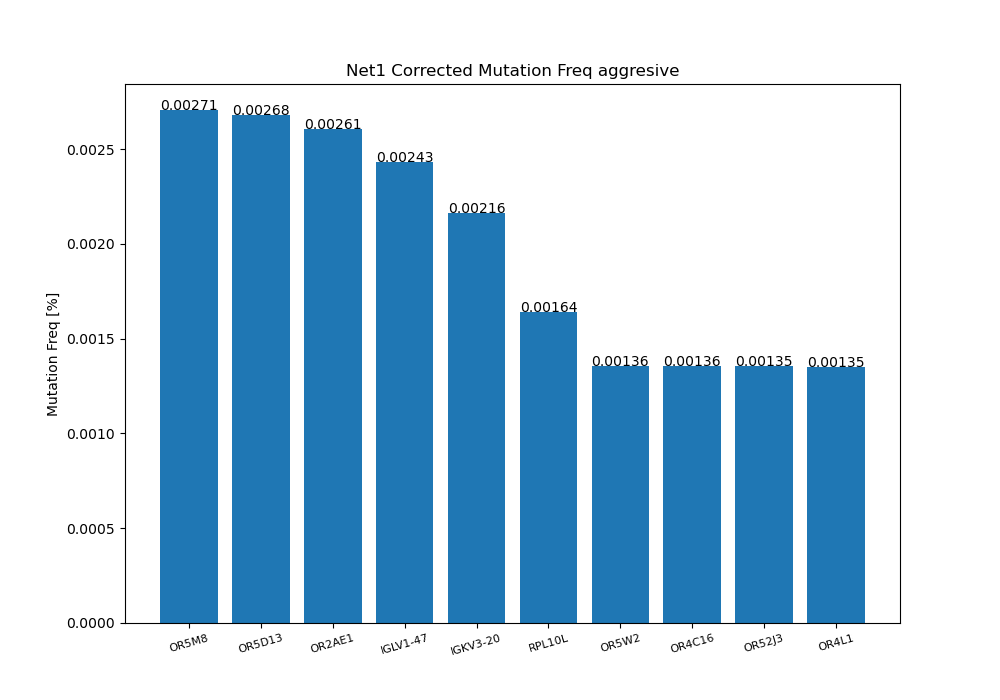 Net1 Corrected Mutation Freq aggresive
0.00271
0.00268
0.00261
0.00243
0.00216
0.00164
0.00136
0.00136
0.00135
0.00135
Mutation Freq [%]
0.0025
0.0020
0.0015
0.0010
0.0005
0.0000
OR5M8
OR5D13
OR2AE1
IGLV1-47
IGKV3-20
RPL10L
OR5W2
OR4C16
OR52J3
OR4L1